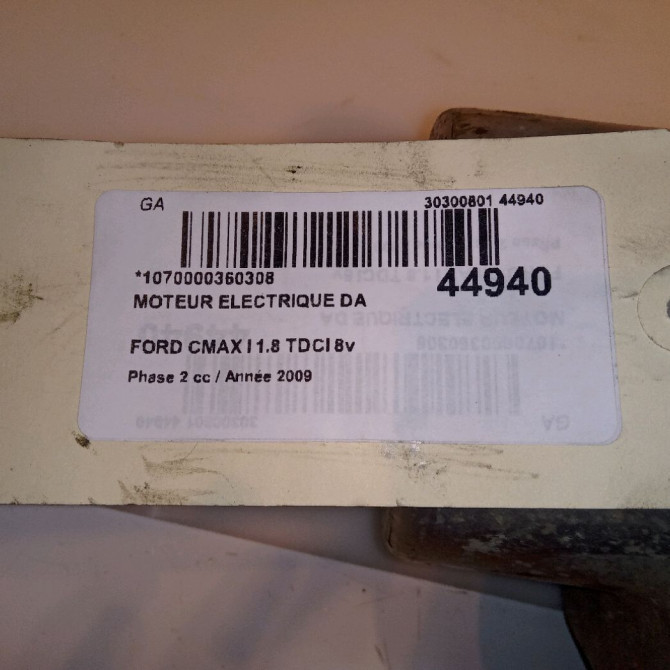 GA 30300801 44940
*1070000360308 44940
MOTEUR ELECTRIQUE DA
FORD CMAX I 1.8 TDCI 8v
Phase 2 cc / Année 2009